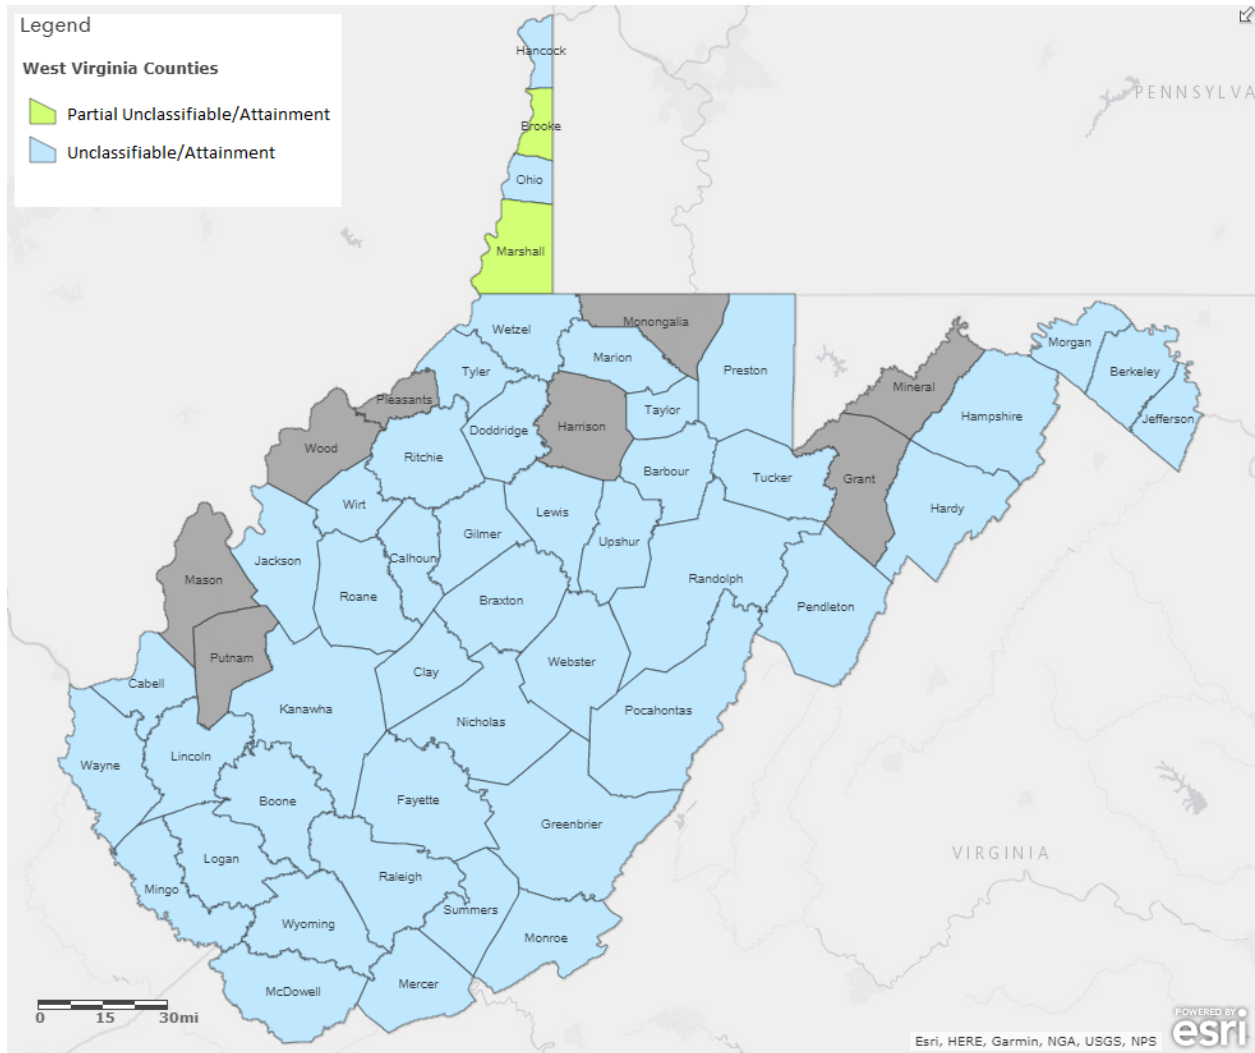 Legend
West Virginia Counties
Partial Unclassifiable/Attainment
Unclassifiable/Attainment
Hancock
PENNSYLVA
Brooke
Ohio
Marshall
Wetzel
Monongalia
Marion
Preston
Morgan
Berkeley
Jefferson
Tyler
Mineral
Pleasants
Taylor
Hampshire
Doddridge
Harrison
Wood
Ritchie
Barbour
Tucker
Grant
Wirt
Lewis
Hardy
Gilmer
Upshur
Jackson
Calhoun
Mason
Roane
Braxton
Randolph
Pendleton
Putnam
Clay
Webster
Cabell
Kanawha
Nicholas
Pocahontas
Lincoln
Wayne
Boone
Fayette
Greenbrier
VIRGINIA
Logan
Raleigh
Mingo
Summers
Wyoming
Monroe
McDowell
Mercer
0 15 30mi
POWERED BY
esri
Esri, HERE, Garmin, NGA, USGS, NPS